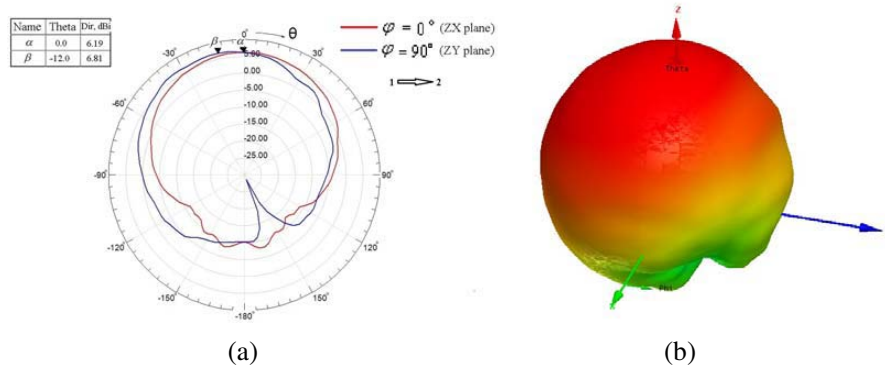 Name Theta Dir, dBi
α 0.0 6.19
β -12.0 6.81
β α θ
φ = 0° (ZX plane)
φ = 90° (ZY plane)
1 2
0°
-30° 30°
-60° 60°
-90° 90°
-120° 120°
-150° 150°
-180°
5.00
0.00
-5.00
-10.00
-15.00
-20.00
-25.00
Z
Theta
Phi
(a) (b)